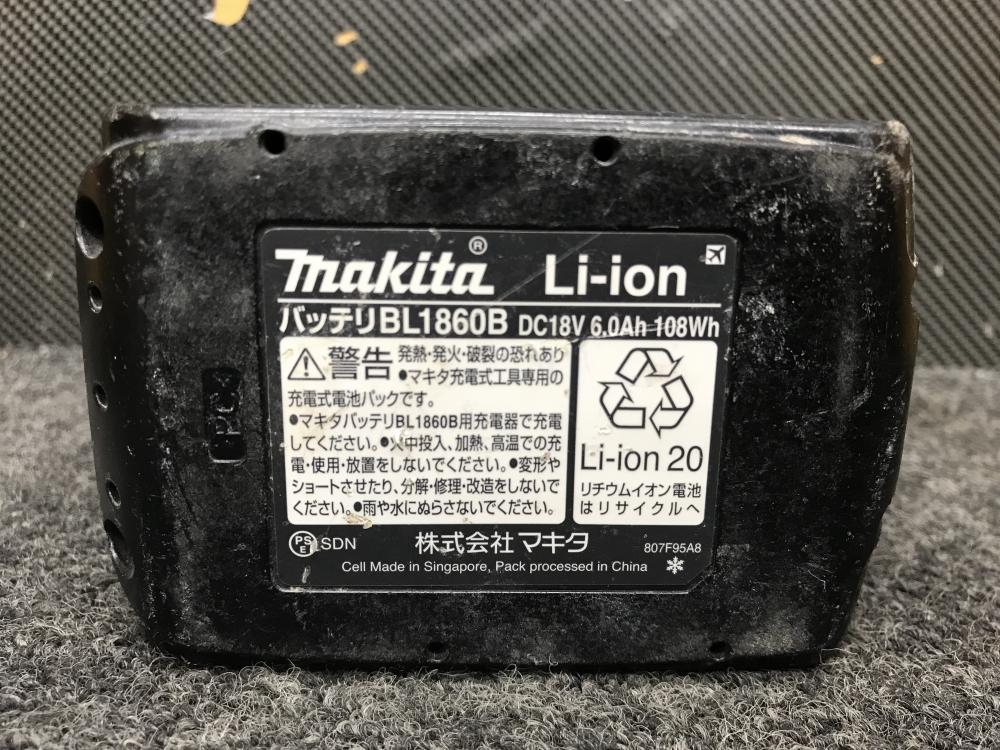 makita® Li-ion
バッテリBL1860B DC18V 6.0Ah 108Wh
警告 発熱・発火・破裂の恐れあり
●マキタ充電式工具専用の
充電式電池パックです。
●マキタバッテリBL1860B用充電器で充電
してください。●火中投入、加熱、高温での充
電・使用・放置をしないでください。●変形や
ショートさせたり、分解・修理・改造をしないで
ください。●雨や水にぬらさないでください。
Li-ion 20
リチウムイオン電池
はリサイクルへ
PSE SDN 株式会社マキタ 807F95A8
Cell Made in Singapore, Pack processed in China
>PC<